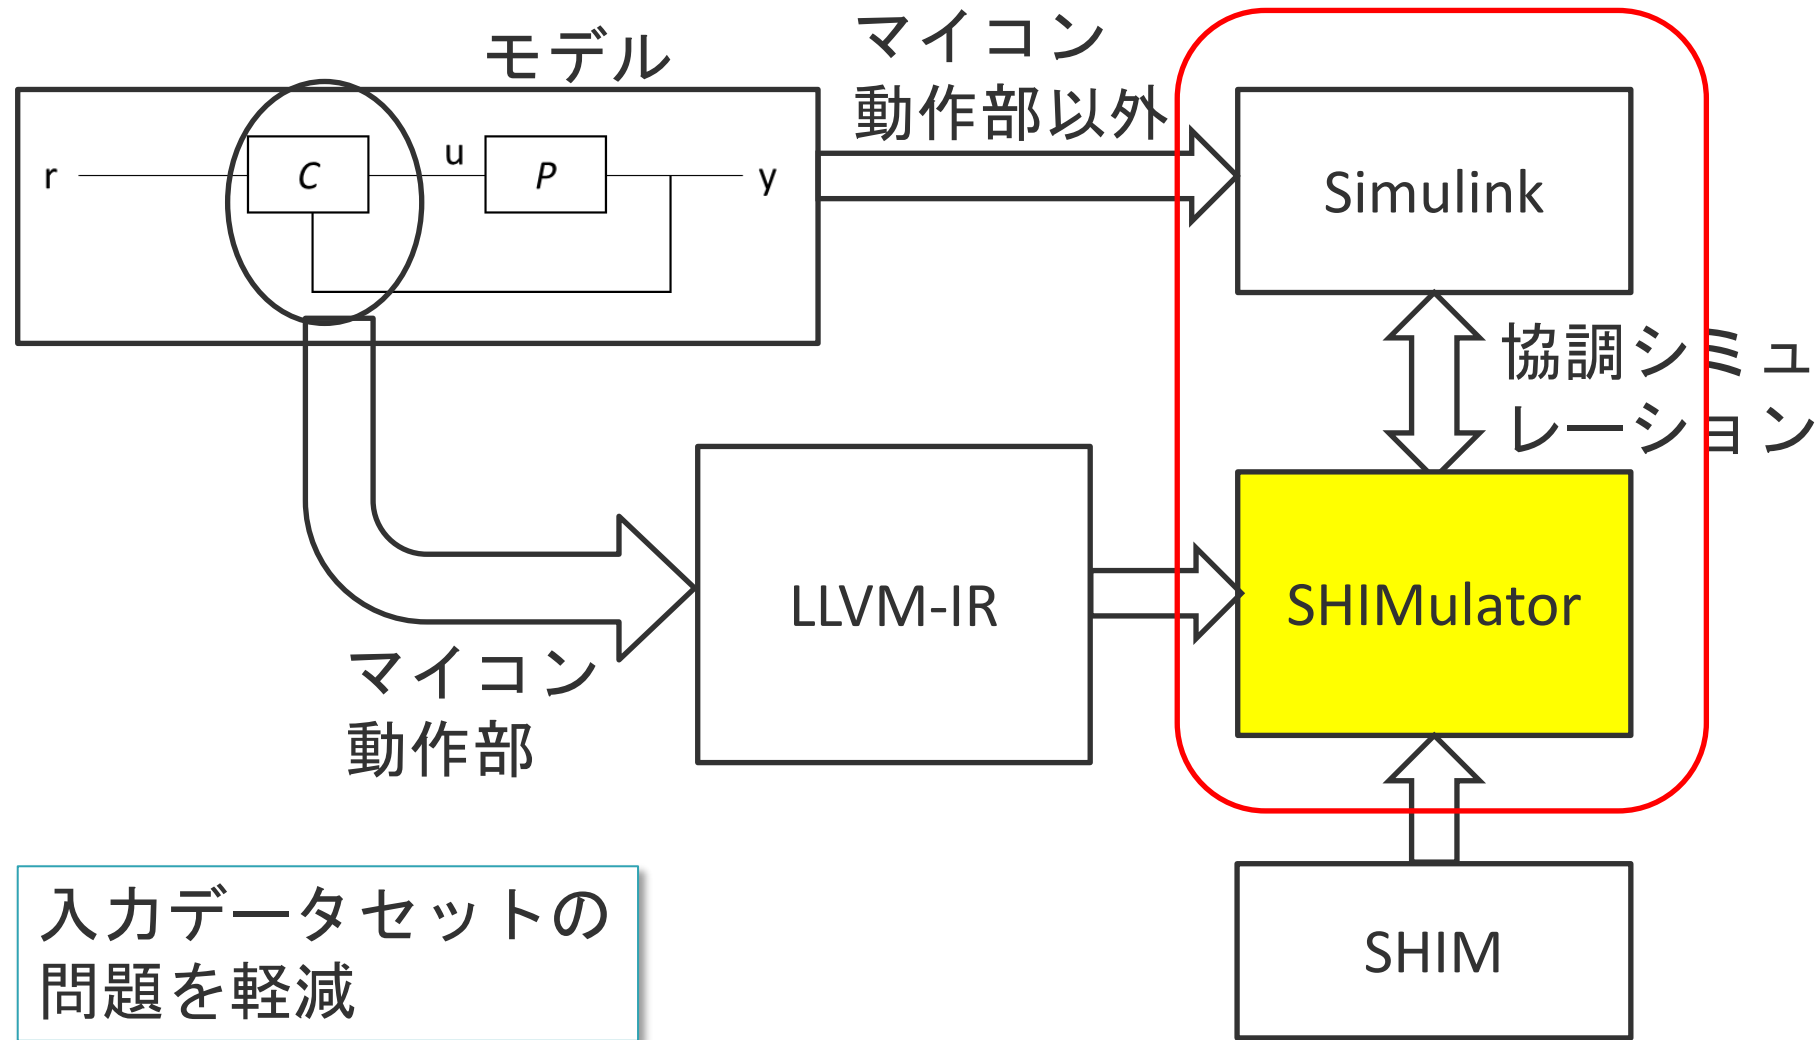 モデル
マイコン
動作部以外
r
C
u
P
y
Simulink
協調シミュ
レーション
LLVM-IR
SHIMulator
マイコン
動作部
入力データセットの
問題を軽減
SHIM